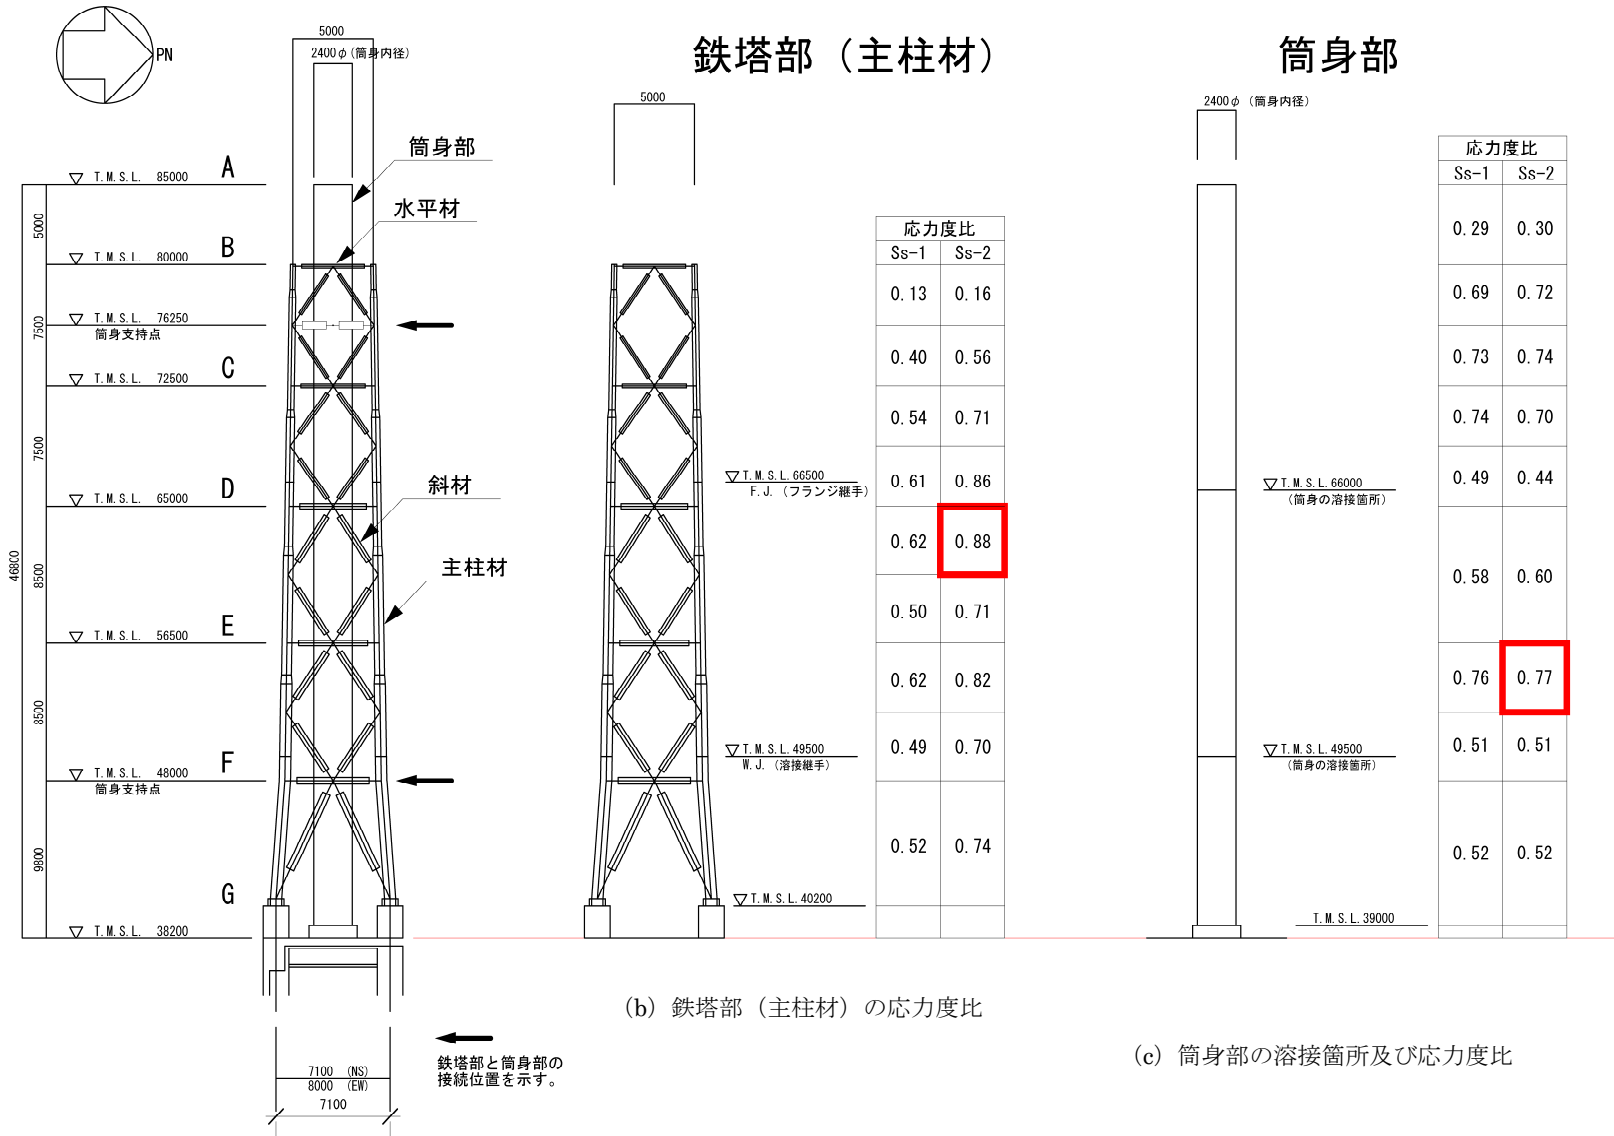 PN
5000
2400φ(筒身内径)
筒身部
水平材
斜材
主柱材
A
T.M.S.L. 85000
5000
B
T.M.S.L. 80000
7500
T.M.S.L. 76250
筒身支持点
C
T.M.S.L. 72500
7500
D
T.M.S.L. 65000
46800
8500
E
T.M.S.L. 56500
8500
F
T.M.S.L. 48000
筒身支持点
9800
G
T.M.S.L. 38200
7100 (NS)
8000 (EW)
7100
鉄塔部と筒身部の
接続位置を示す。
鉄塔部（主柱材）
5000
T.M.S.L. 66500
F.J.（フランジ継手）
T.M.S.L. 49500
W.J.（溶接継手）
T.M.S.L. 40200
応力度比
Ss-1 Ss-2
0.13 0.16
0.40 0.56
0.54 0.71
0.61 0.86
0.62 0.88
0.50 0.71
0.62 0.82
0.49 0.70
0.52 0.74
(b) 鉄塔部（主柱材）の応力度比
筒身部
2400φ（筒身内径）
T.M.S.L. 66000
（筒身の溶接箇所）
T.M.S.L. 49500
（筒身の溶接箇所）
T.M.S.L. 39000
応力度比
Ss-1 Ss-2
0.29 0.30
0.69 0.72
0.73 0.74
0.74 0.70
0.49 0.44
0.58 0.60
0.76 0.77
0.51 0.51
0.52 0.52
(c) 筒身部の溶接箇所及び応力度比